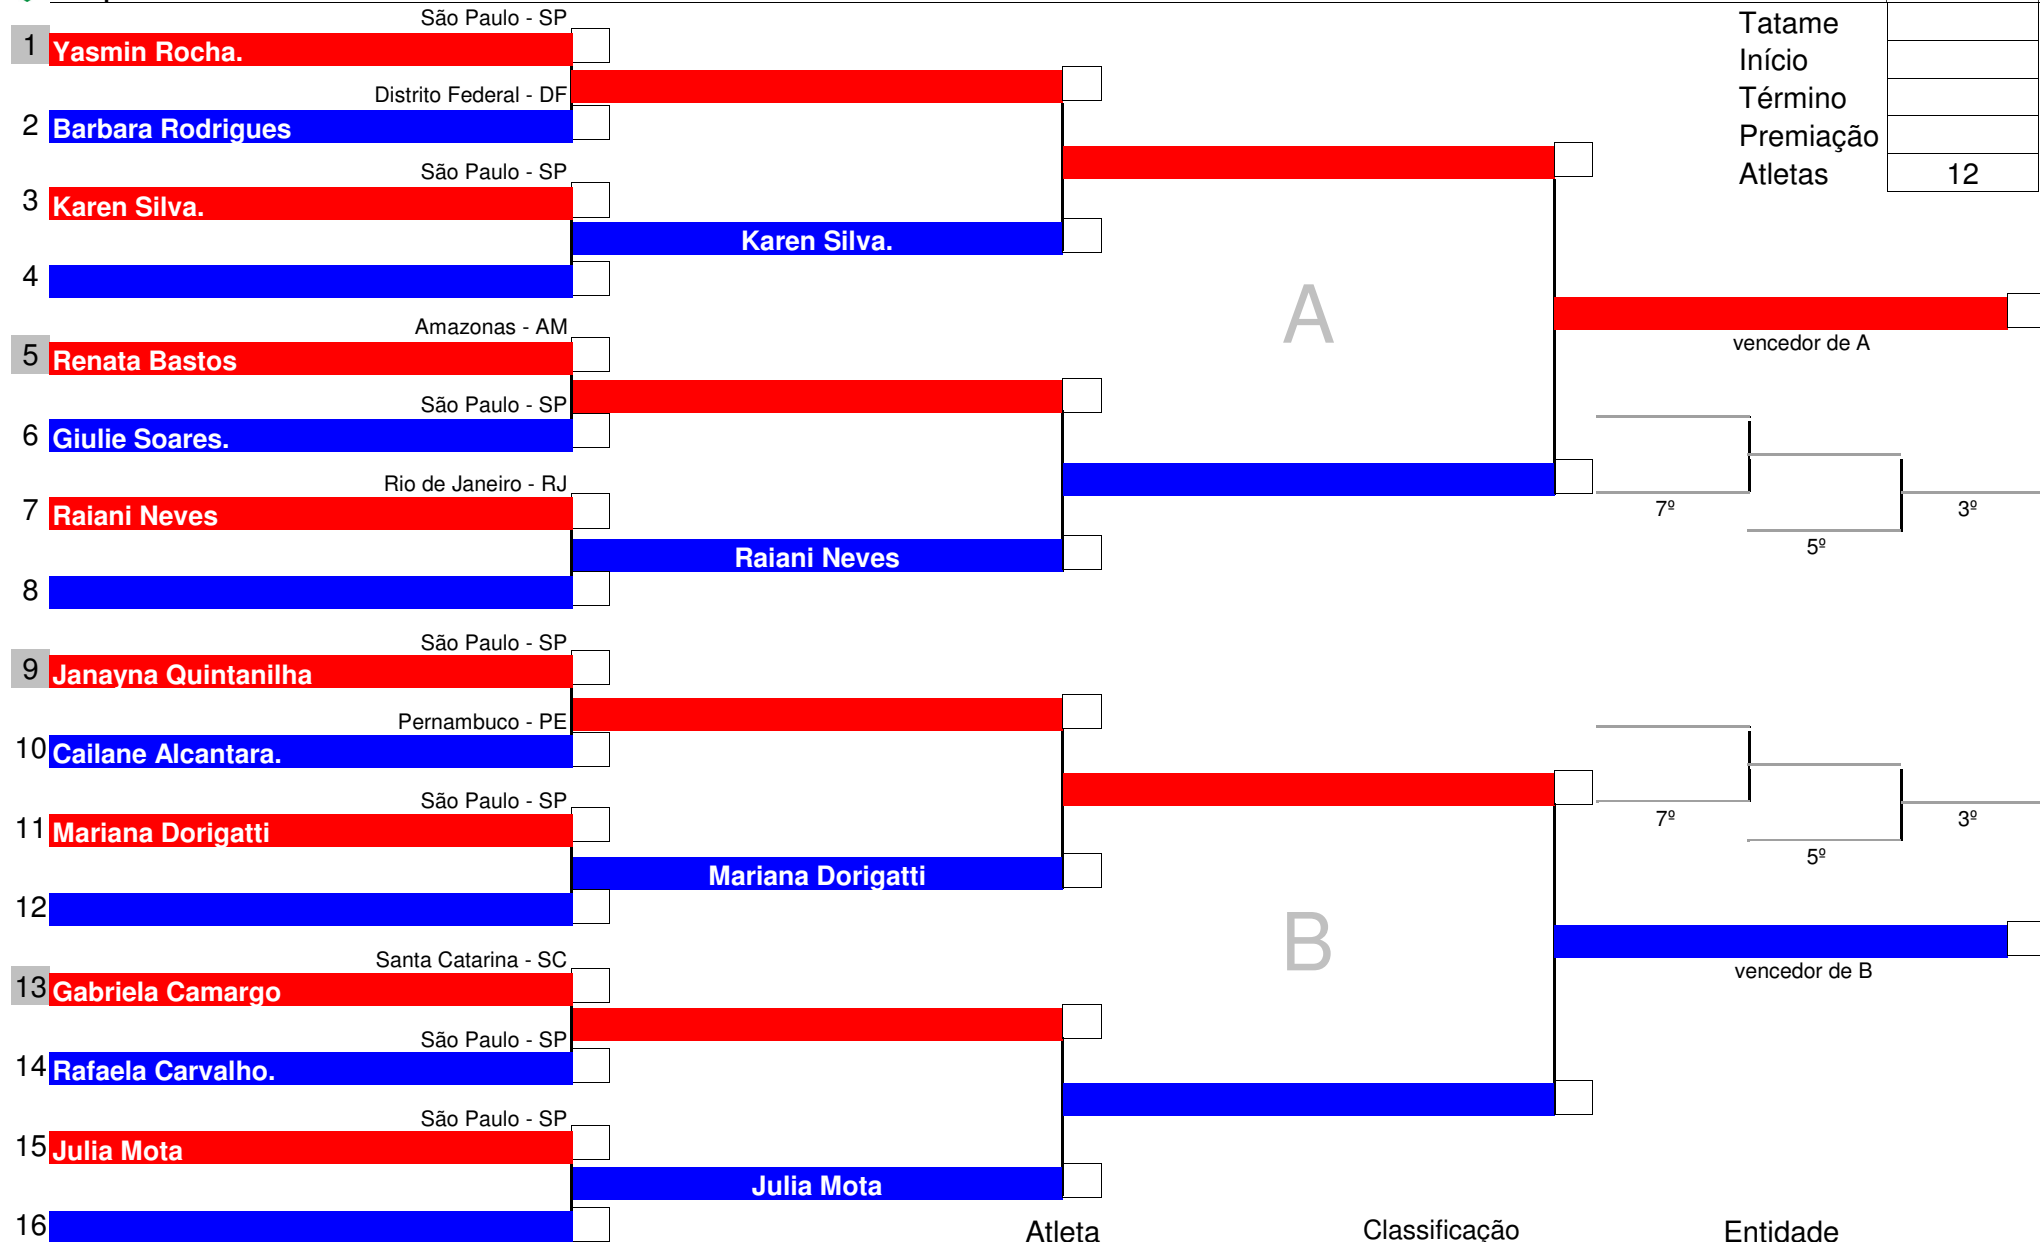 São Paulo - SP
1 Yasmin Rocha.
Distrito Federal - DF
2 Barbara Rodrigues
São Paulo - SP
3 Karen Silva.
Karen Silva.
4
Amazonas - AM
5 Renata Bastos
São Paulo - SP
6 Giulie Soares.
Rio de Janeiro - RJ
7 Raiani Neves
Raiani Neves
8
São Paulo - SP
9 Janayna Quintanilha
Pernambuco - PE
10 Cailane Alcantara.
São Paulo - SP
11 Mariana Dorigatti
Mariana Dorigatti
12
Santa Catarina - SC
13 Gabriela Camargo
São Paulo - SP
14 Rafaela Carvalho.
São Paulo - SP
15 Julia Mota
Julia Mota
16
A
B
Tatame
Início
Término
Premiação
Atletas 12
vencedor de A
7º
3º
5º
7º
3º
5º
vencedor de B
Atleta Classificação Entidade